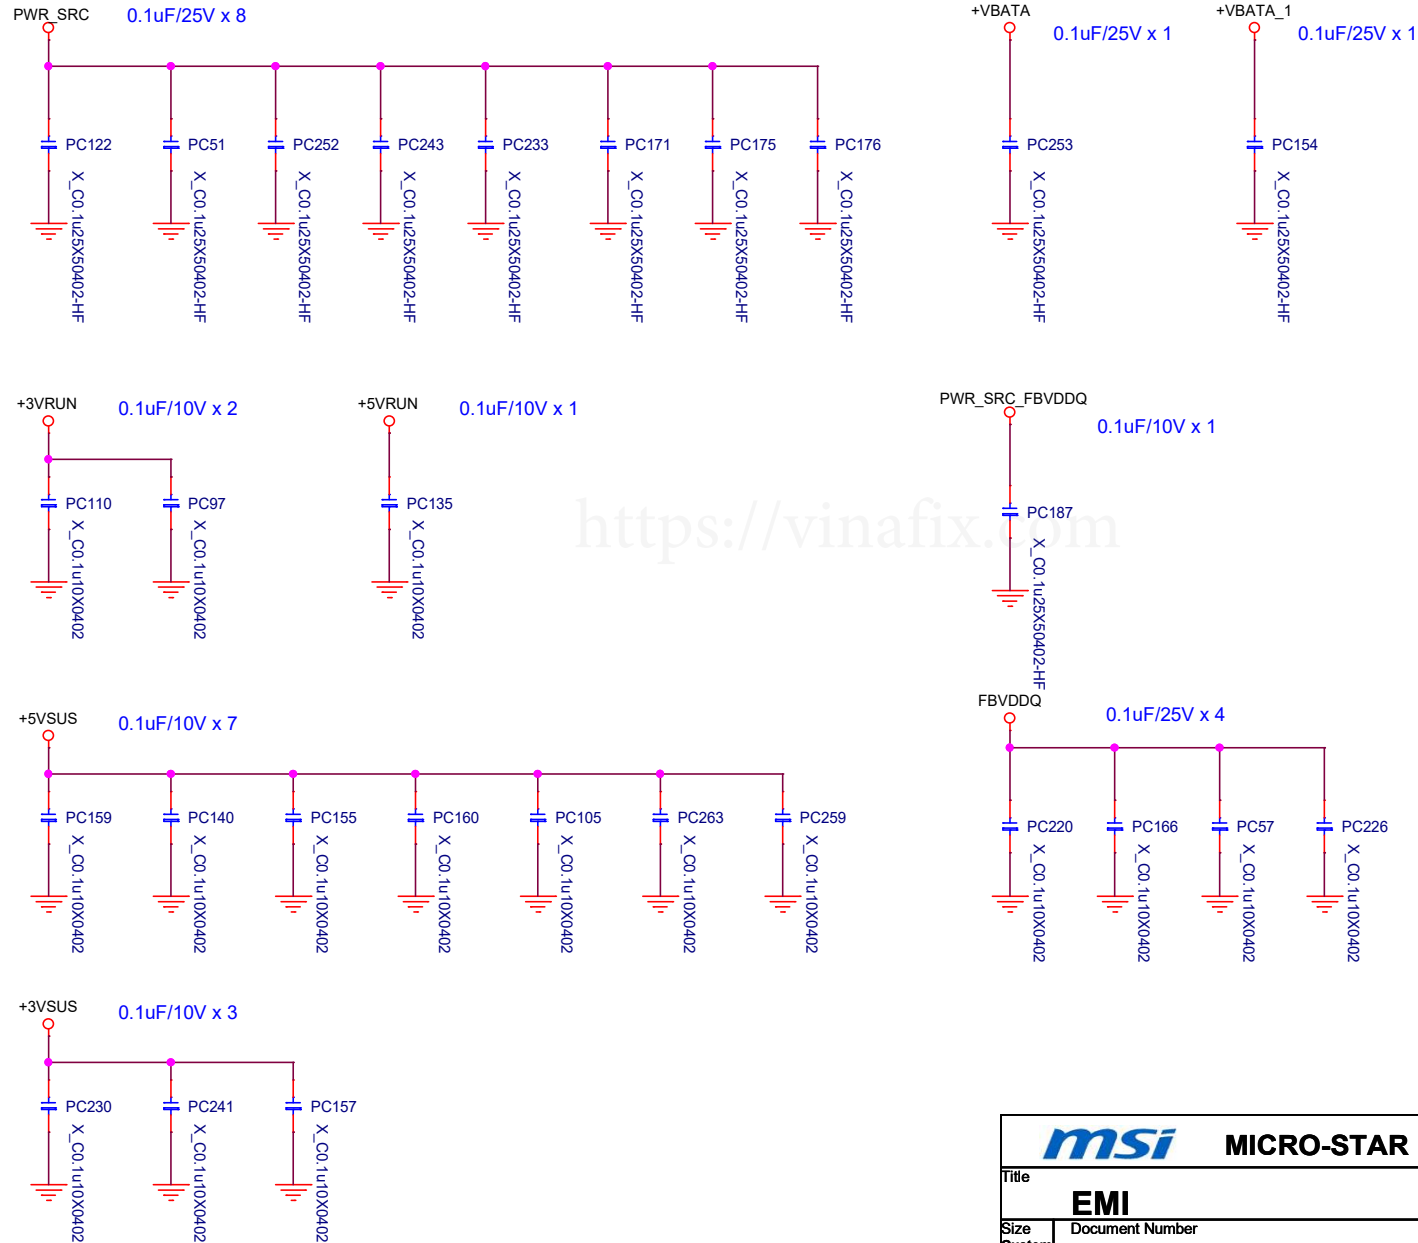 PWR_SRC
0.1uF/25V x 8
PC122
PC51
PC252
PC243
PC233
PC171
PC175
PC176
X_C0.1u25X50402-HF
X_C0.1u25X50402-HF
X_C0.1u25X50402-HF
X_C0.1u25X50402-HF
X_C0.1u25X50402-HF
X_C0.1u25X50402-HF
X_C0.1u25X50402-HF
X_C0.1u25X50402-HF
+VBATA
0.1uF/25V x 1
PC253
X_C0.1u25X50402-HF
+VBATA_1
0.1uF/25V x 1
PC154
X_C0.1u25X50402-HF
+3VRUN
0.1uF/10V x 2
PC110
PC97
X_C0.1u10X0402
X_C0.1u10X0402
+5VRUN
0.1uF/10V x 1
PC135
X_C0.1u10X0402
https://vinafix.com
PWR_SRC_FBVDDQ
0.1uF/10V x 1
PC187
X_C0.1u25X50402-HF
+5VSUS
0.1uF/10V x 7
PC159
PC140
PC155
PC160
PC105
PC263
PC259
X_C0.1u10X0402
X_C0.1u10X0402
X_C0.1u10X0402
X_C0.1u10X0402
X_C0.1u10X0402
X_C0.1u10X0402
X_C0.1u10X0402
FBVDDQ
0.1uF/25V x 4
PC220
PC166
PC57
PC226
X_C0.1u10X0402
X_C0.1u10X0402
X_C0.1u10X0402
X_C0.1u10X0402
+3VSUS
0.1uF/10V x 3
PC230
PC241
PC157
X_C0.1u10X0402
X_C0.1u10X0402
X_C0.1u10X0402
msi MICRO-STAR
Title
EMI
Size Document Number